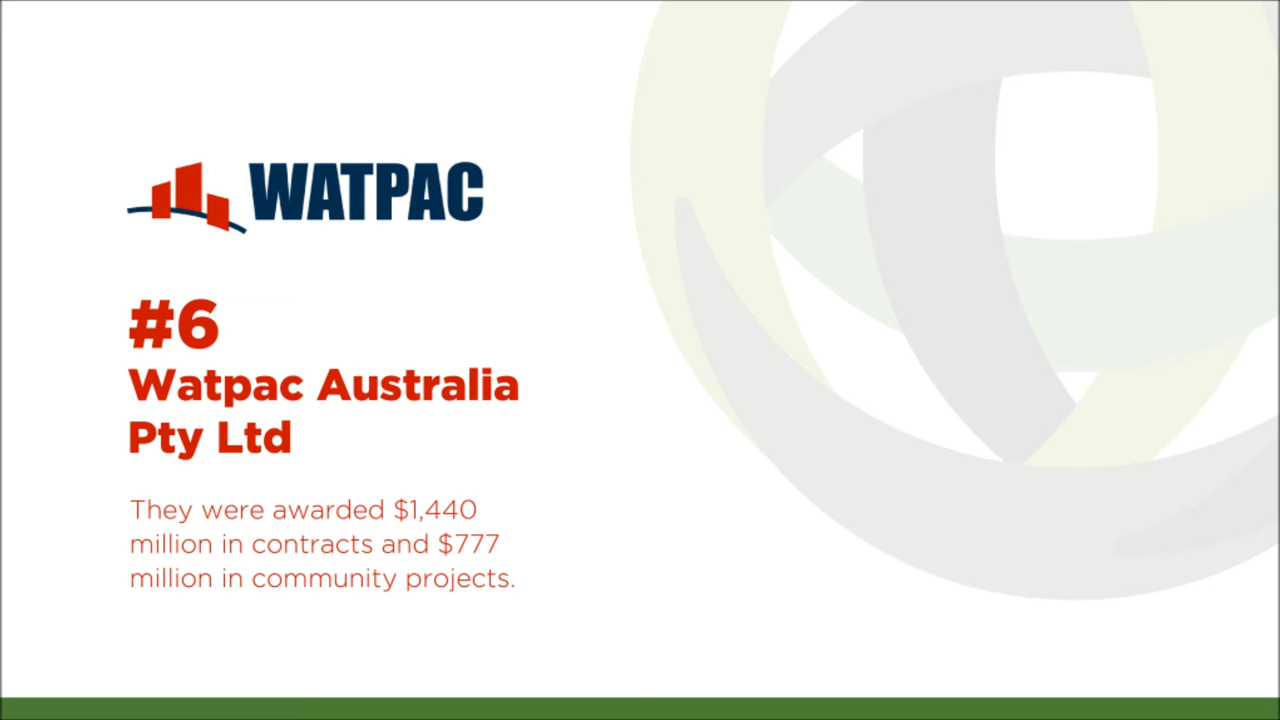 WATPAC
#6
Watpac Australia
Pty Ltd
They were awarded $1,440
million in contracts and $777
million in community projects.